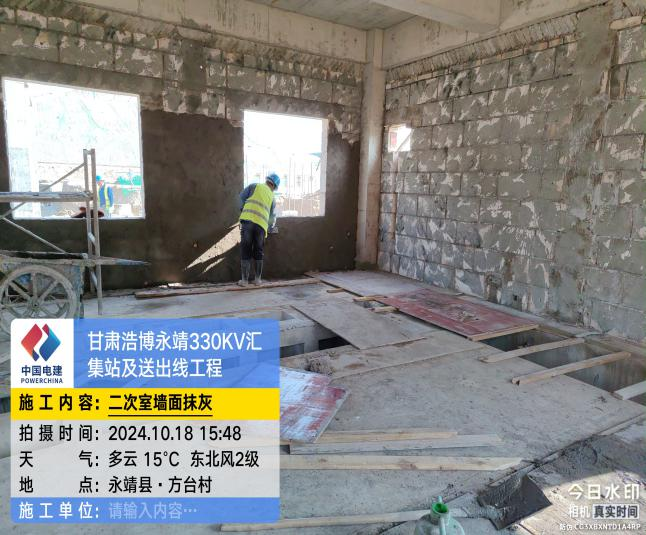 中国电建
POWERCHINA
甘肃浩博永靖330KV汇
集站及送出线工程
施工内容：二次室墙面抹灰
拍摄时间：2024.10.18 15:48
天 气：多云 15℃ 东北风2级
地 点：永靖县·方台村
施工单位：请输入内容…
今日水印
相机 真实时间
防伪 CG3XBXNTD1A4RP